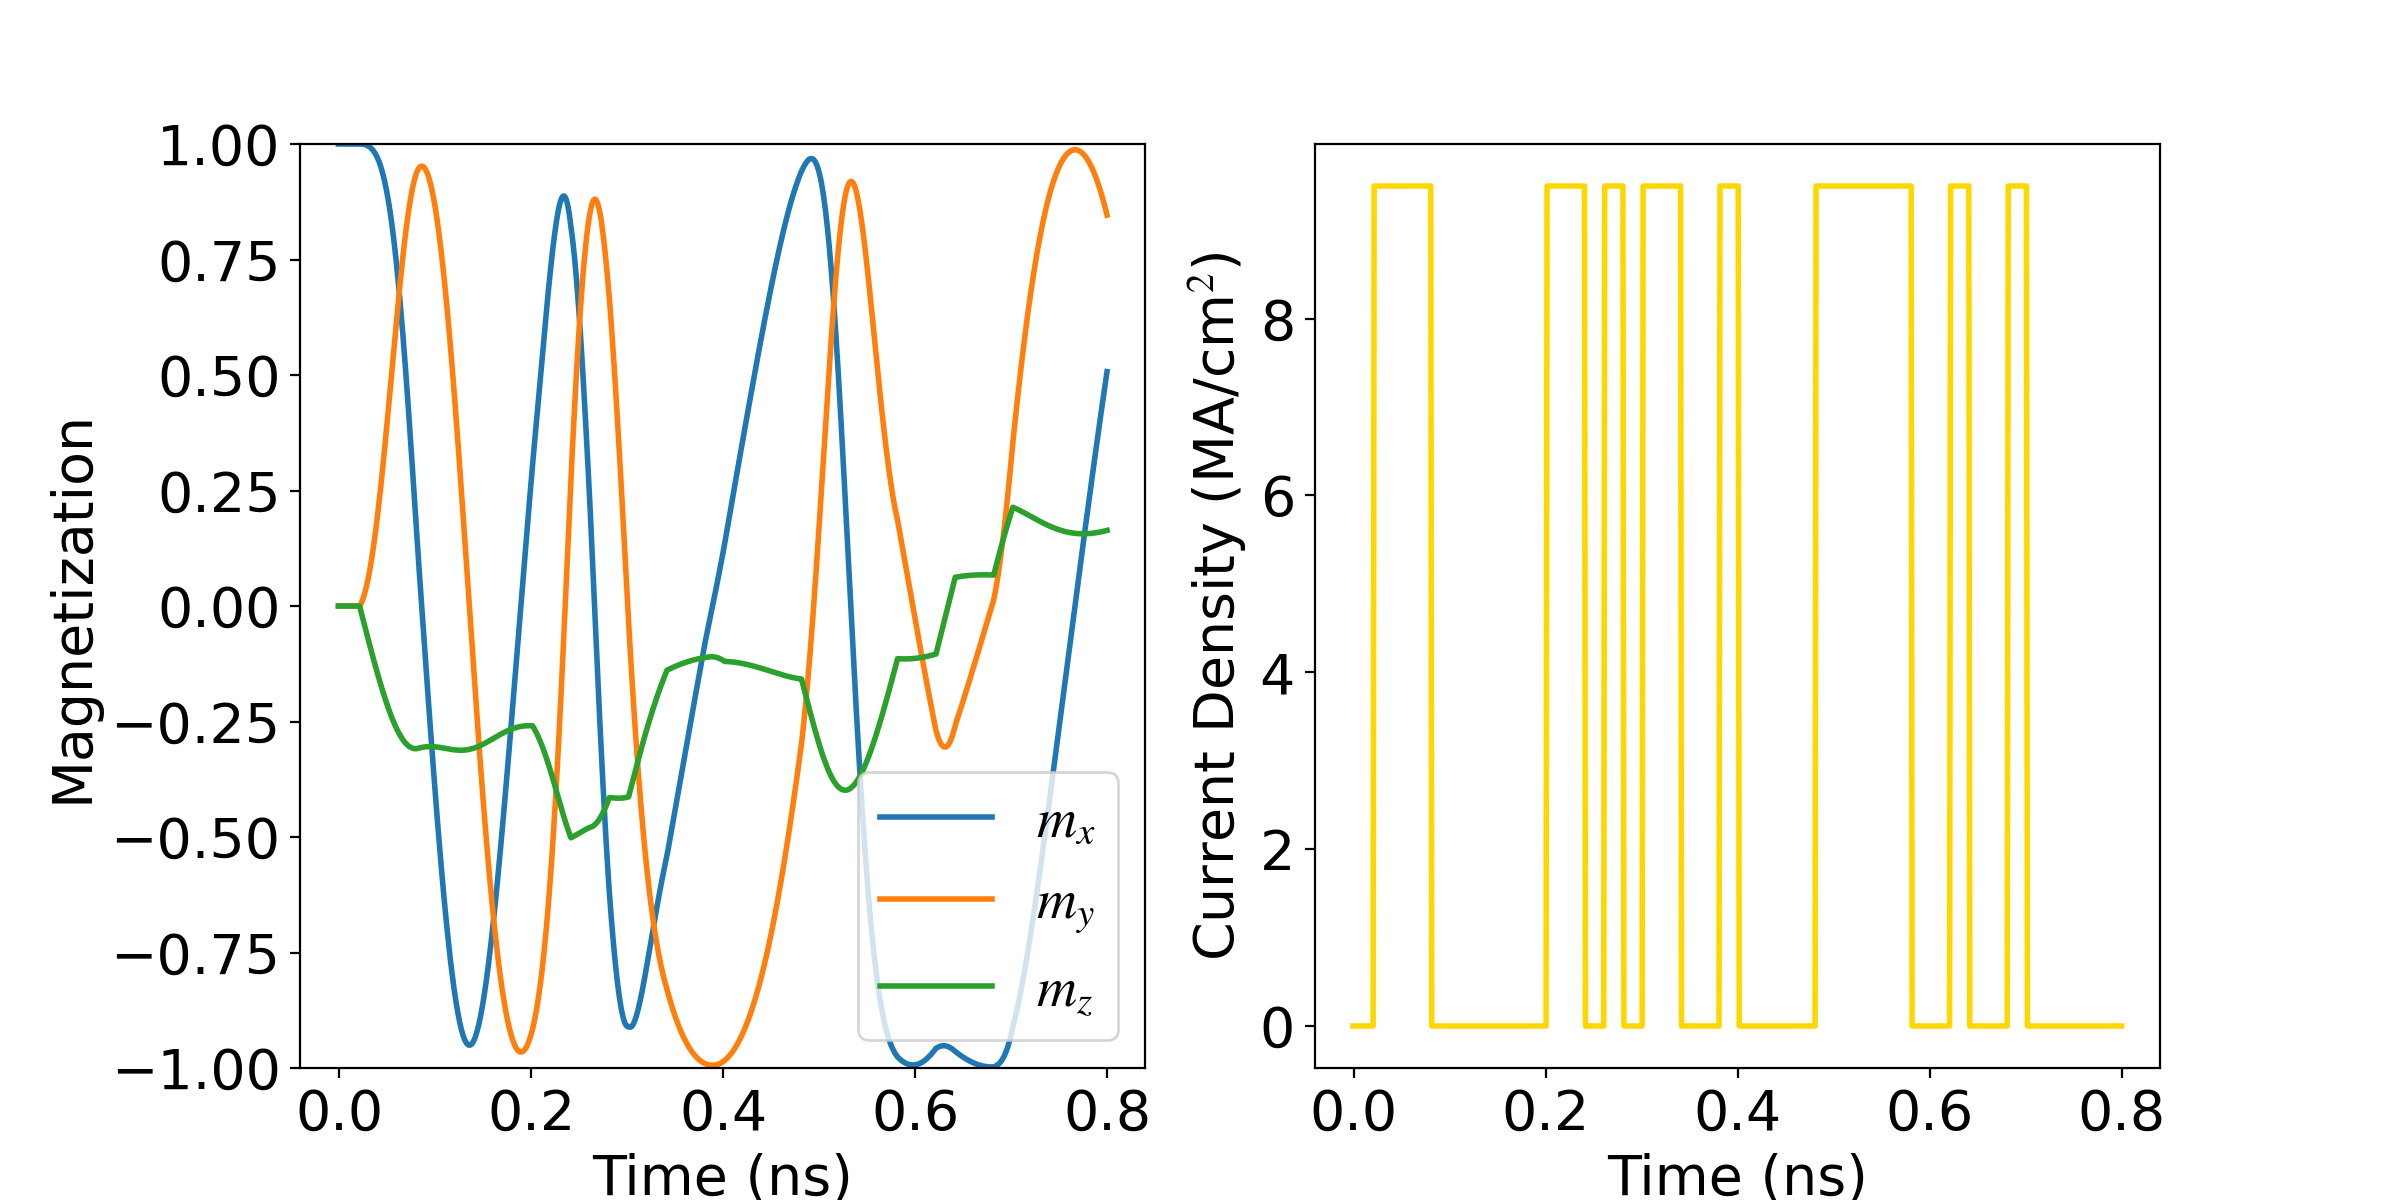 Magnetization
1.00
0.75
0.50
0.25
0.00
−0.25
−0.50
−0.75
−1.00
0.0 0.2 0.4 0.6 0.8
Time (ns)
m_x
m_y
m_z
Current Density (MA/cm²)
8
6
4
2
0
0.0 0.2 0.4 0.6 0.8
Time (ns)